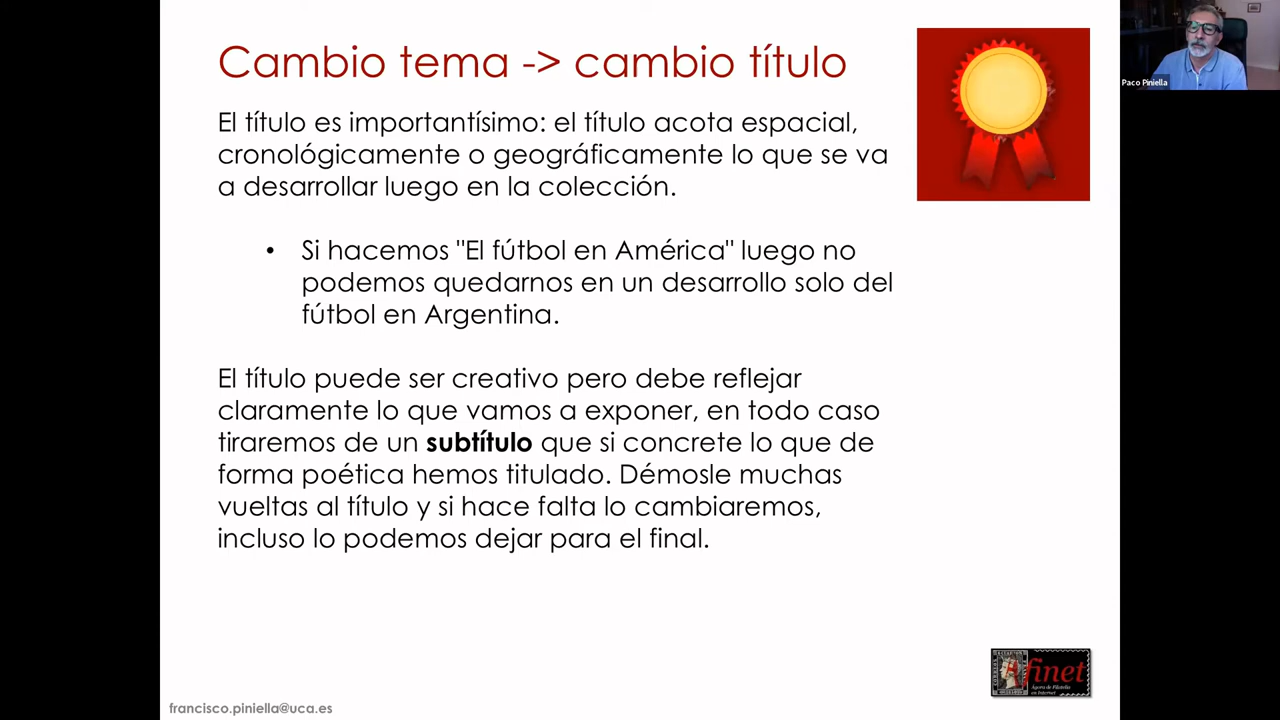 Cambio tema -> cambio título
El título es importantísimo: el título acota espacial,
cronológicamente o geográficamente lo que se va
a desarrollar luego en la colección.
• Si hacemos "El fútbol en América" luego no
podemos quedarnos en un desarrollo solo del
fútbol en Argentina.
El título puede ser creativo pero debe reflejar
claramente lo que vamos a exponer, en todo caso
tiraremos de un subtítulo que si concrete lo que de
forma poética hemos titulado. Démosle muchas
vueltas al título y si hace falta lo cambiaremos,
incluso lo podemos dejar para el final.
Paco Piniella
Afinet
Ágora de Filatelia
en Internet
francisco.piniella@uca.es